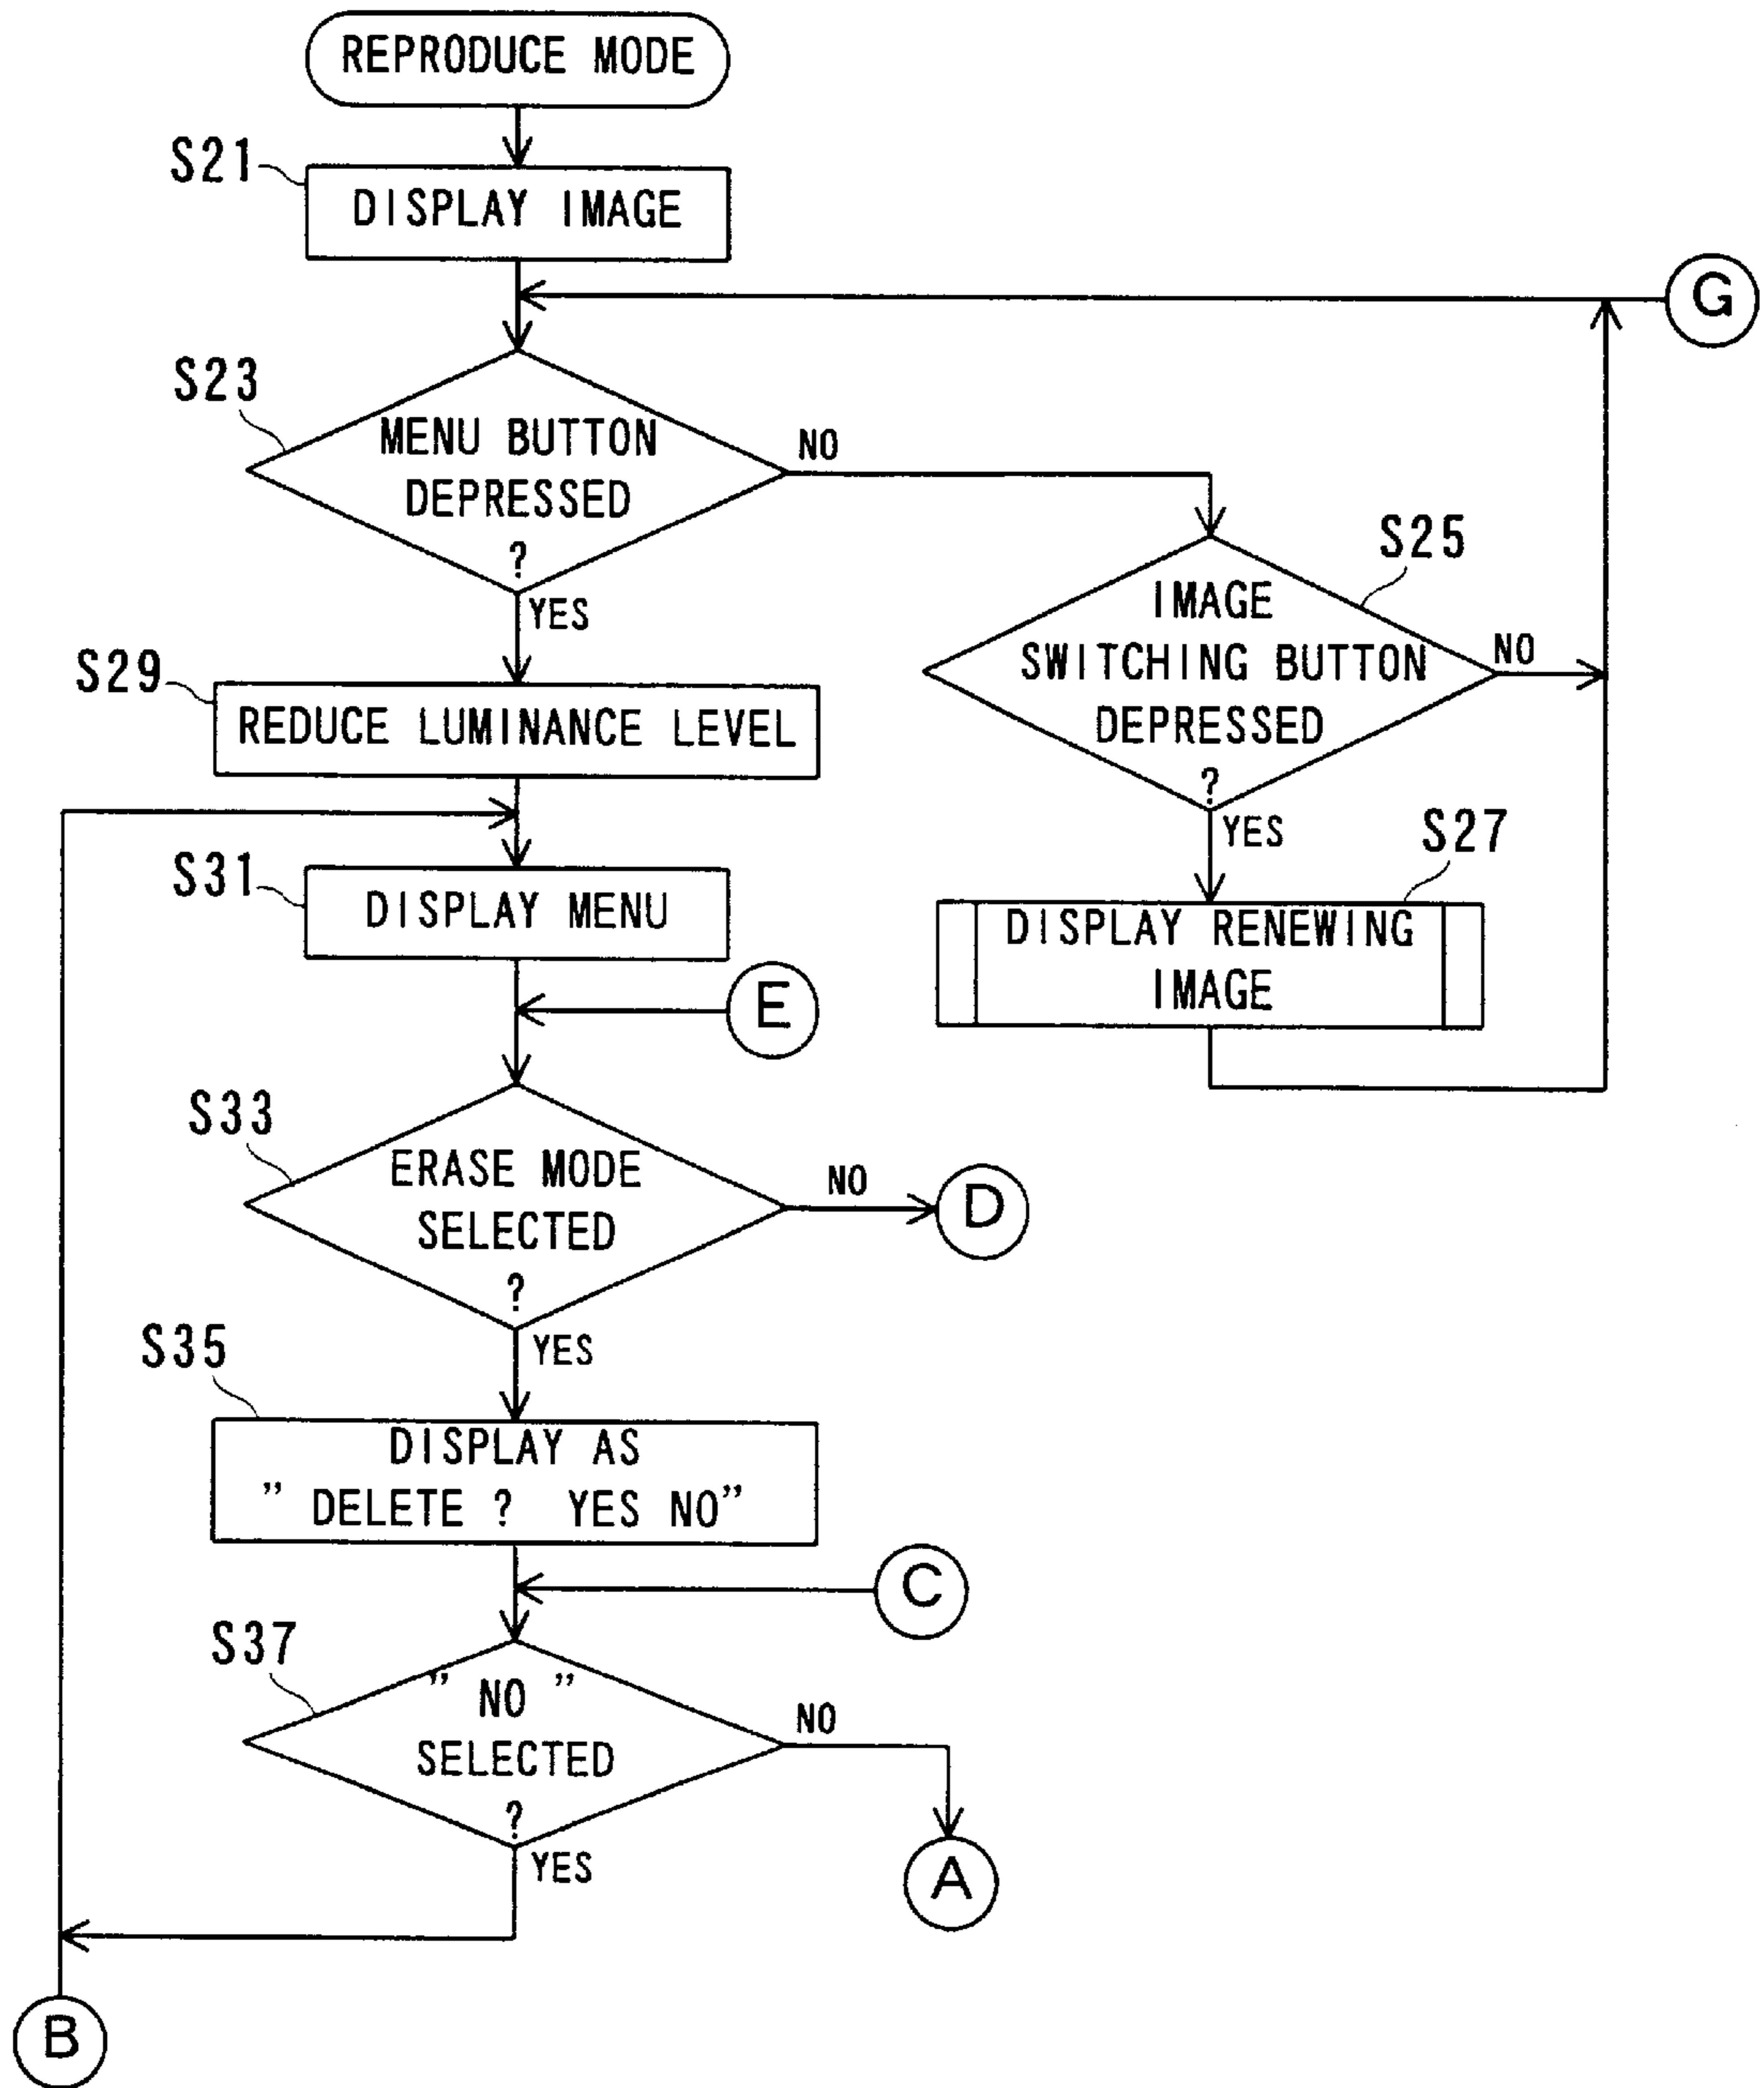 REPRODUCE MODE
S21
DISPLAY IMAGE
G
S23
MENU BUTTON
DEPRESSED
?
NO
YES
S25
IMAGE
SWITCHING BUTTON
DEPRESSED
?
NO
YES
S27
DISPLAY RENEWING
IMAGE
S29
REDUCE LUMINANCE LEVEL
S31
DISPLAY MENU
E
S33
ERASE MODE
SELECTED
?
NO
D
YES
S35
DISPLAY AS
" DELETE ? YES NO"
C
S37
" NO "
SELECTED
?
NO
A
YES
B